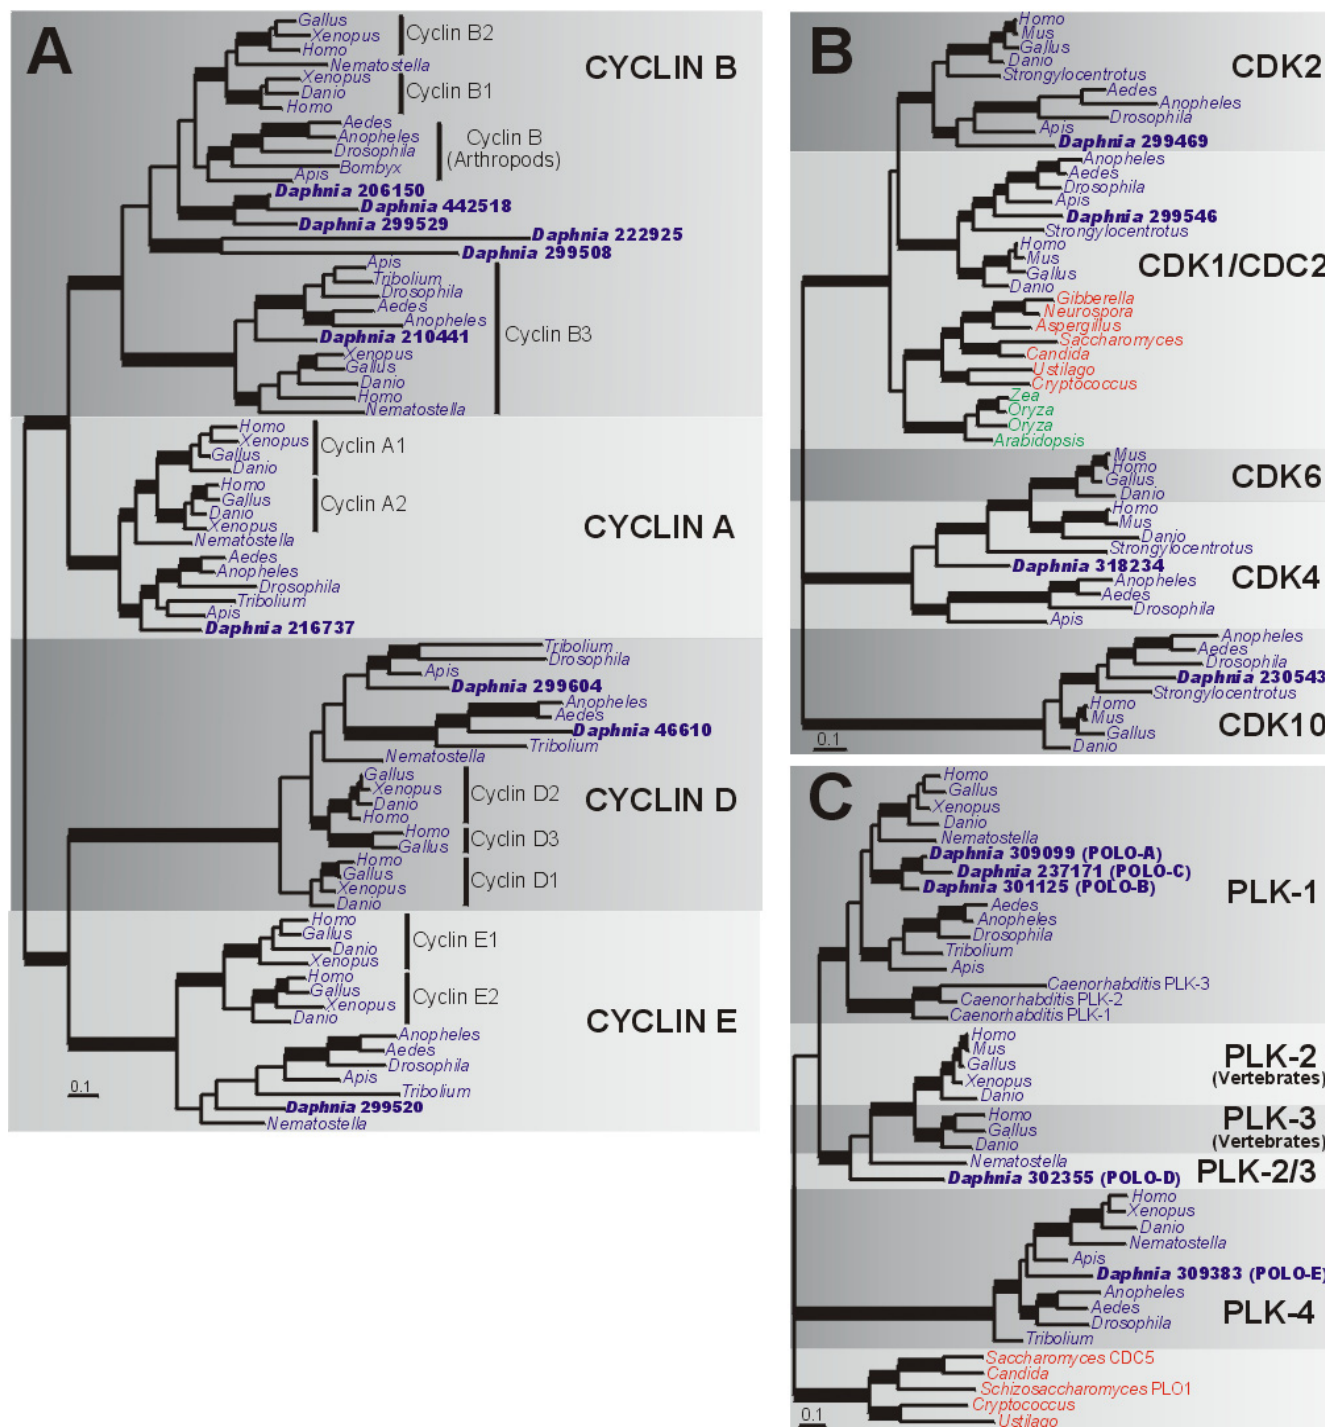 A
Gallus
Xenopus
Homo
Cyclin B2
Nematostella
CYCLIN B
Xenopus
Danio
Homo
Cyclin B1
Aedes
Anopheles
Drosophila
Bombyx
Apis
Cyclin B
(Arthropods)
Daphnia 206150
Daphnia 442518
Daphnia 299529
Daphnia 222925
Daphnia 299508
Apis
Tribolium
Drosophila
Aedes
Anopheles
Daphnia 210441
Cyclin B3
Xenopus
Gallus
Danio
Homo
Nematostella
Homo
Xenopus
Gallus
Danio
Cyclin A1
Homo
Gallus
Danio
Xenopus
Cyclin A2
Nematostella
CYCLIN A
Aedes
Anopheles
Drosophila
Tribolium
Apis
Daphnia 216737
Tribolium
Drosophila
Apis
Daphnia 299604
Anopheles
Aedes
Daphnia 46610
Tribolium
Nematostella
Gallus
Xenopus
Danio
Homo
Cyclin D2
CYCLIN D
Homo
Gallus
Cyclin D3
Homo
Gallus
Xenopus
Danio
Cyclin D1
Homo
Gallus
Danio
Xenopus
Cyclin E1
Homo
Gallus
Xenopus
Danio
Cyclin E2
CYCLIN E
Anopheles
Aedes
Drosophila
Apis
Tribolium
Daphnia 299520
Nematostella
0.1
B
Homo
Mus
Gallus
Danio
Strongylocentrotus
CDK2
Aedes
Anopheles
Drosophila
Apis
Daphnia 299469
Anopheles
Aedes
Drosophila
Apis
Daphnia 299546
Strongylocentrotus
Homo
Mus
Gallus
Danio
CDK1/CDC2
Gibberella
Neurospora
Aspergillus
Saccharomyces
Candida
Ustilago
Cryptococcus
Zea
Oryza
Oryza
Arabidopsis
Mus
Homo
Gallus
Danio
CDK6
Homo
Mus
Danio
Strongylocentrotus
Daphnia 318234
CDK4
Anopheles
Aedes
Drosophila
Apis
Anopheles
Aedes
Drosophila
Daphnia 230543
Strongylocentrotus
Homo
Mus
Gallus
Danio
CDK10
0.1
C
Homo
Gallus
Xenopus
Danio
Nematostella
Daphnia 309099 (POLO-A)
Daphnia 237171 (POLO-C)
Daphnia 301125 (POLO-B)
PLK-1
Aedes
Anopheles
Drosophila
Tribolium
Apis
Caenorhabditis PLK-3
Caenorhabditis PLK-2
Caenorhabditis PLK-1
Homo
Mus
Gallus
Xenopus
Danio
PLK-2
(Vertebrates)
Homo
Gallus
Danio
PLK-3
(Vertebrates)
Nematostella
Daphnia 302355 (POLO-D)
PLK-2/3
Homo
Xenopus
Danio
Nematostella
Apis
Daphnia 309383 (POLO-E)
Anopheles
Aedes
Drosophila
Tribolium
PLK-4
Saccharomyces CDC5
Candida
Schizosaccharomyces PLO1
Cryptococcus
Ustilago
0.1